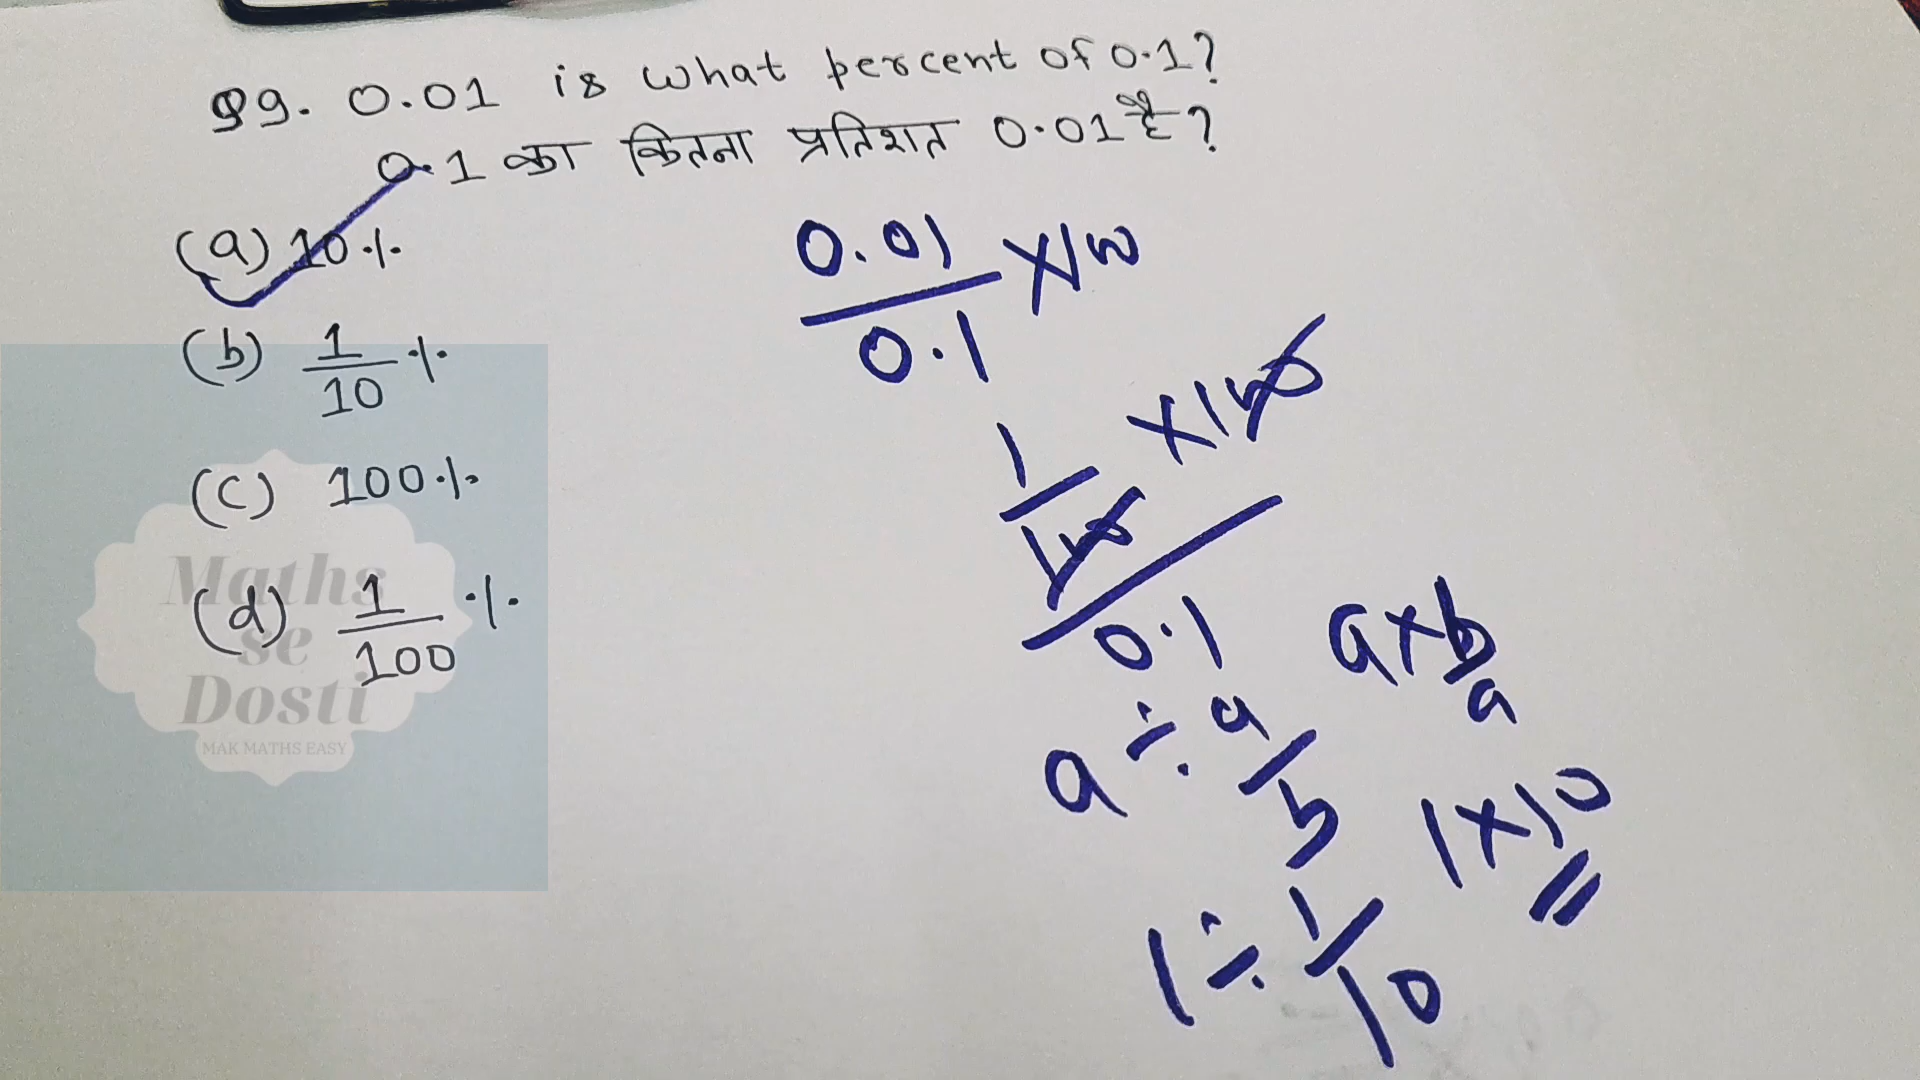 Q9. 0.01 is what percent of 0.1?
0.1 का कितना प्रतिशत 0.01 है?
(a) 10%
(b) 1/10 %
(c) 100%
(d) 1/100 %
0.01/0.1 ×100
1/100 ×100
0.1
a ÷ a/b
a×b/a
1 ÷ 1/10
1×10
Maths
se
Dosti
MAK MATHS EASY